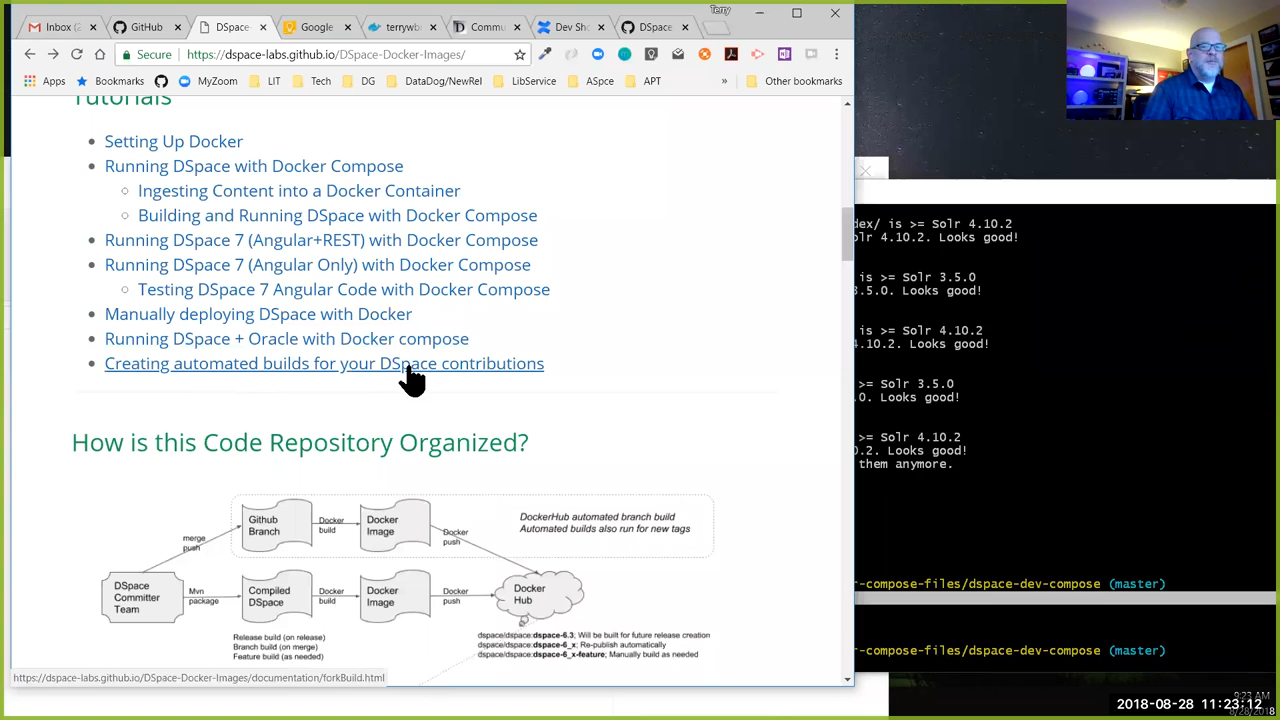 Terry
Inbox (2
GitHub
DSpace-
Google
terrywb
Commu
Dev Sho
DSpace
Secure
https://dspace-labs.github.io/DSpace-Docker-Images/
Apps
Bookmarks
MyZoom
LIT
Tech
DG
DataDog/NewRel
LibService
ASpce
APT
»
Other bookmarks
Tutorials
Setting Up Docker
Running DSpace with Docker Compose
Ingesting Content into a Docker Container
Building and Running DSpace with Docker Compose
Running DSpace 7 (Angular+REST) with Docker Compose
Running DSpace 7 (Angular Only) with Docker Compose
Testing DSpace 7 Angular Code with Docker Compose
Manually deploying DSpace with Docker
Running DSpace + Oracle with Docker compose
Creating automated builds for your DSpace contributions
How is this Code Repository Organized?
merge
push
Github
Branch
Docker
build
Docker
Image
Docker
push
DockerHub automated branch build
Automated builds also run for new tags
DSpace
Committer
Team
Mvn
package
Compiled
DSpace
Docker
build
Docker
Image
Docker
push
Docker
Hub
Release build (on release)
Branch build (on merge)
Feature build (as needed)
dspace/dspace:dspace-6.3; Will be built for future release creation
dspace/dspace:dspace-6_x; Re-publish automatically
dspace/dspace:dspace-6_x-feature; Manually build as needed
https://dspace-labs.github.io/DSpace-Docker-Images/documentation/forkBuild.html
dex/ is >= Solr 4.10.2
olr 4.10.2. Looks good!
is >= Solr 3.5.0
3.5.0. Looks good!
is >= Solr 4.10.2
4.10.2. Looks good!
>= Solr 3.5.0
.0. Looks good!
>= Solr 4.10.2
0.2. Looks good!
them anymore.
r-compose-files/dspace-dev-compose (master)
r-compose-files/dspace-dev-compose (master)
9:23 AM
2018-08-28 11:23:12